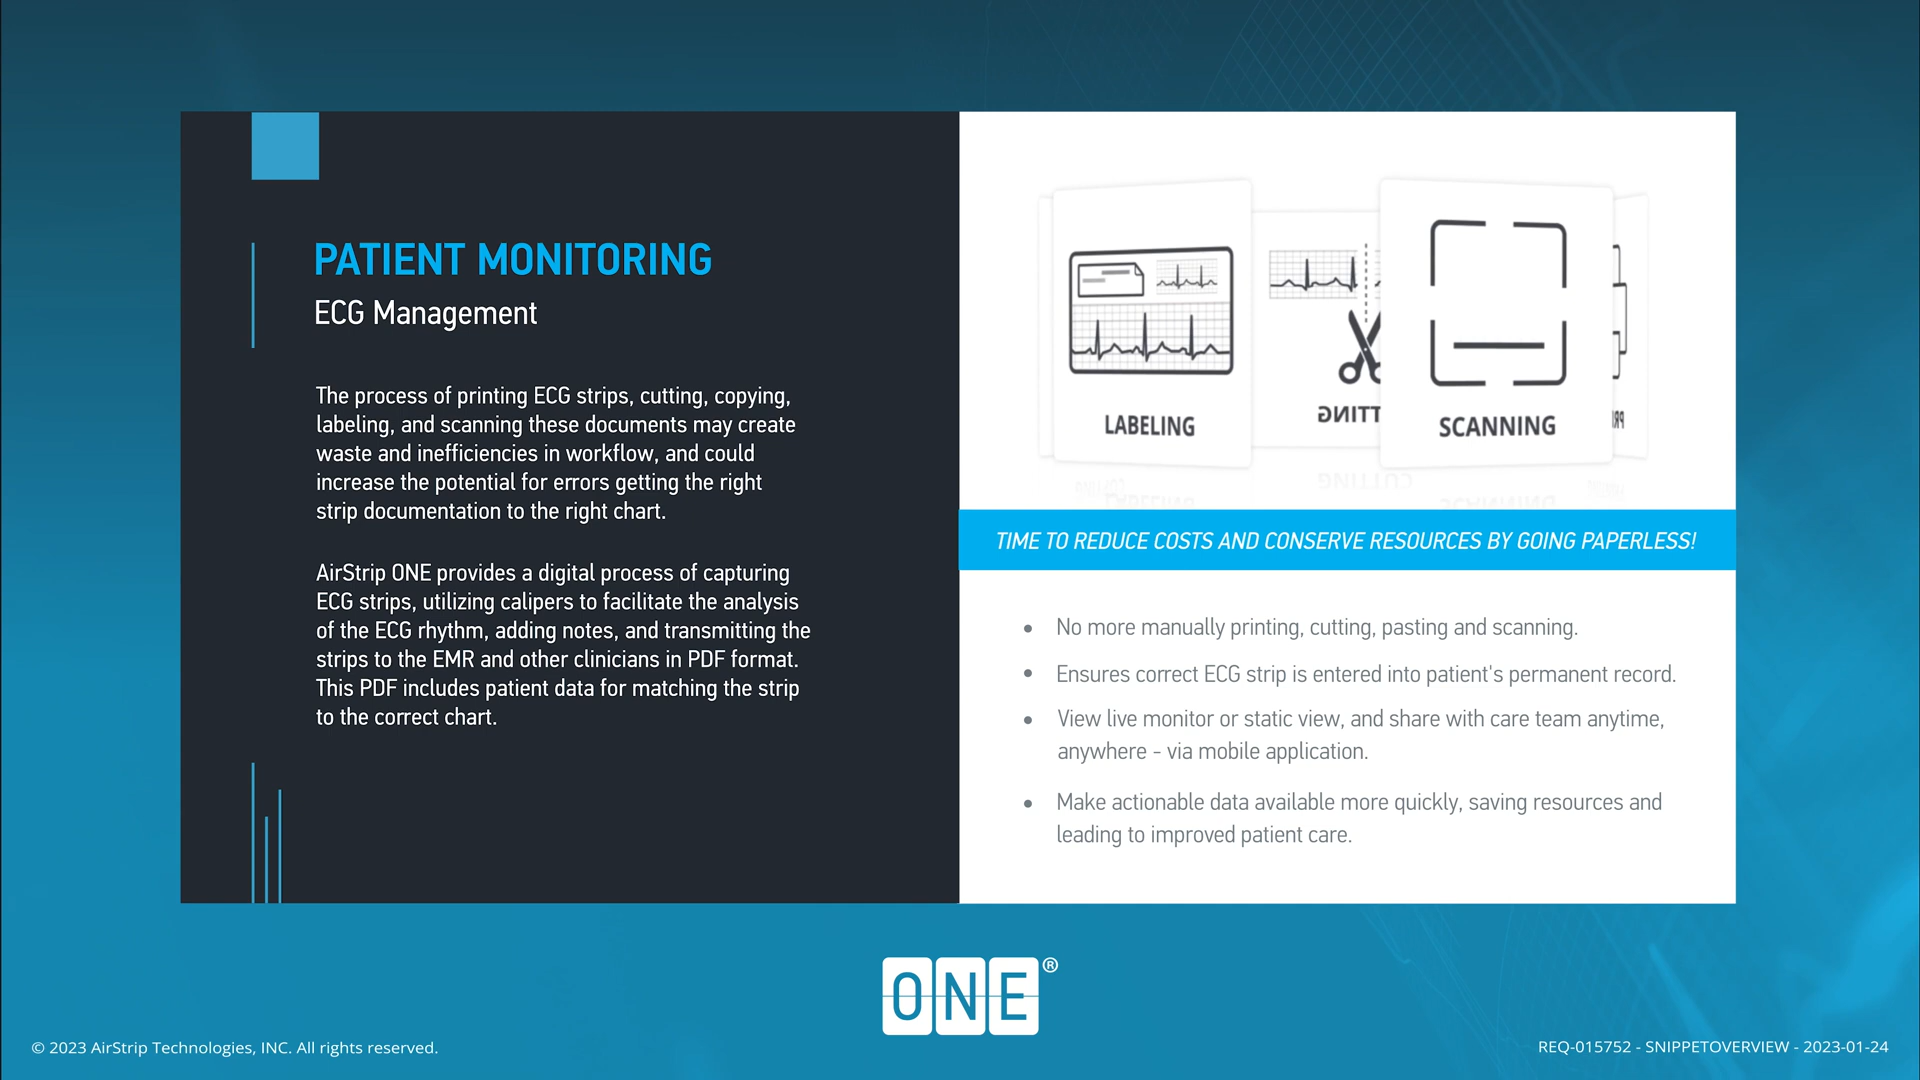 PATIENT MONITORING
ECG Management
The process of printing ECG strips, cutting, copying,
labeling, and scanning these documents may create
waste and inefficiencies in workflow, and could
increase the potential for errors getting the right
strip documentation to the right chart.
AirStrip ONE provides a digital process of capturing
ECG strips, utilizing calipers to facilitate the analysis
of the ECG rhythm, adding notes, and transmitting the
strips to the EMR and other clinicians in PDF format.
This PDF includes patient data for matching the strip
to the correct chart.
LABELING
TTING
SCANNING
PRI
TIME TO REDUCE COSTS AND CONSERVE RESOURCES BY GOING PAPERLESS!
• No more manually printing, cutting, pasting and scanning.
• Ensures correct ECG strip is entered into patient's permanent record.
• View live monitor or static view, and share with care team anytime,
anywhere - via mobile application.
• Make actionable data available more quickly, saving resources and
leading to improved patient care.
ONE®
© 2023 AirStrip Technologies, INC. All rights reserved.
REQ-015752 - SNIPPETOVERVIEW - 2023-01-24